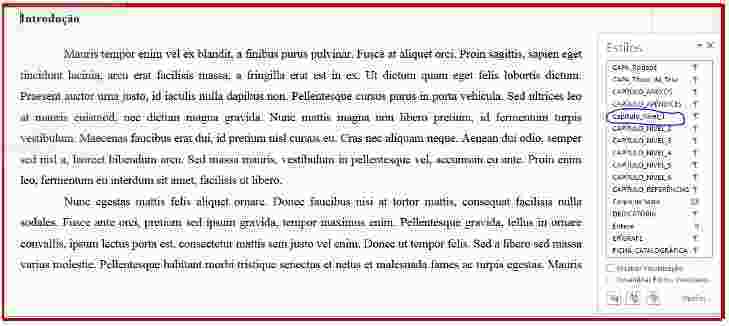 Introdução
Mauris tempor enim vel ex blandit, a finibus purus pulvinar. Fusce at aliquet orci. Proin sagittis, sapien eget
tincidunt lacinia, arcu erat facilisis massa, a fringilla erat est in ex. Ut dictum quam eget felis lobortis dictum.
Praesent auctor urna justo, id iaculis nulla dapibus non. Pellentesque cursus purus in porta vehicula. Sed ultrices leo
at mauris euismod, nec dictum magna gravida. Nunc mattis magna non libero pretium, id fermentum turpis
vestibulum. Maecenas faucibus erat dui, id pretium nisl cursus eu. Cras nec aliquam neque. Aenean dui odio, semper
sed nisl a, laoreet bibendum arcu. Sed massa mauris, vestibulum in pellentesque vel, accumsan eu ante. Proin enim
leo, fermentum eu interdum sit amet, facilisis ut libero.
Nunc egestas mattis felis aliquet ornare. Donec faucibus nisi at tortor mattis, consequat facilisis nulla
sodales. Fusce ante orci, pretium sed ipsum gravida, tempor maximus enim. Pellentesque gravida, tellus in ornare
convallis, ipsum lectus porta est, consectetur mattis sem justo vel enim. Donec ut tempor felis. Sed a libero sed massa
varius molestie. Pellentesque habitant morbi tristique senectus et netus et malesuada fames ac turpis egestas. Mauris
Estilos
CAPA_Rodapé
CAPÍTULO_ANEXOS
CAPÍTULO_APÊNDICES
Capítulo_Nível_1
CAPÍTULO_NÍVEL_2
CAPÍTULO_NÍVEL_3
CAPÍTULO_NÍVEL_4
CAPÍTULO_NÍVEL_5
CAPÍTULO_NÍVEL_6
CAPÍTULO_REFERÊNCIAS
Corpo de texto
DEDICATÓRIA
Ênfase
EPÍGRAFE
FICHA_CATALOGRÁFICA
Mostrar Visualização
Desabilitar Estilos Vinculados
Opções...